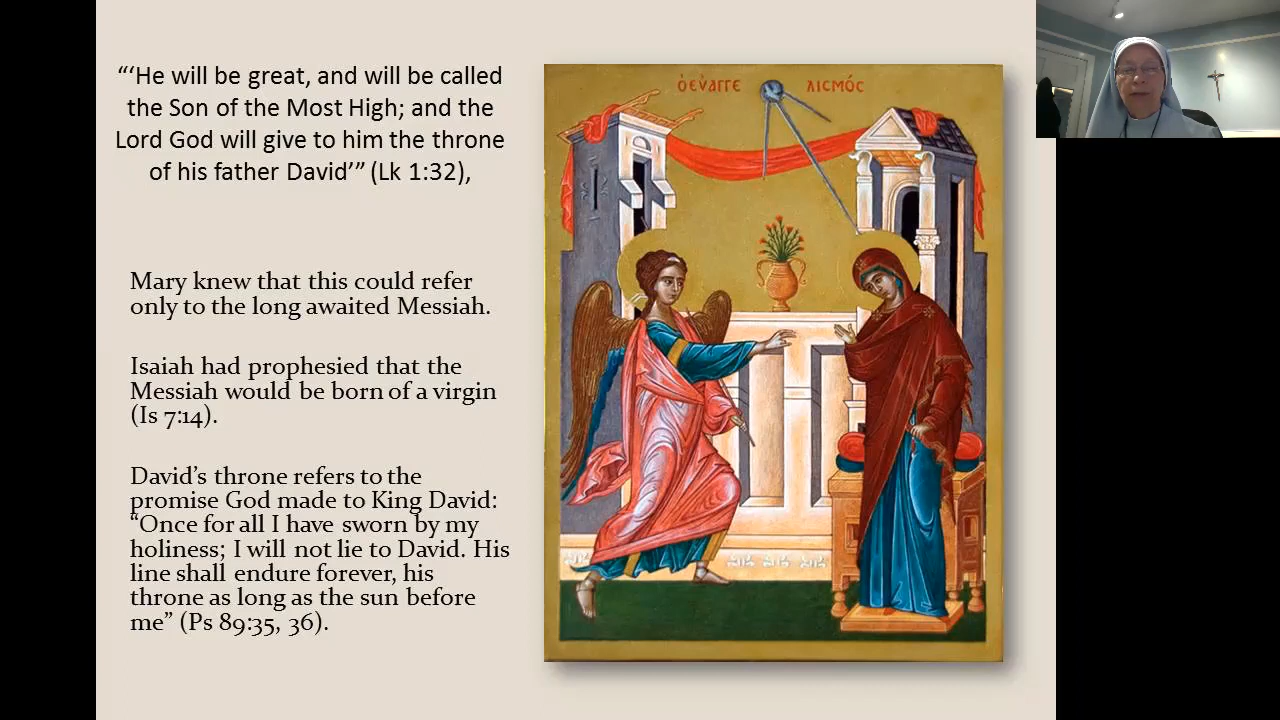 “‘He will be great, and will be called
the Son of the Most High; and the
Lord God will give to him the throne
of his father David’” (Lk 1:32),
Mary knew that this could refer
only to the long awaited Messiah.
Isaiah had prophesied that the
Messiah would be born of a virgin
(Is 7:14).
David’s throne refers to the
promise God made to King David:
“Once for all I have sworn by my
holiness; I will not lie to David. His
line shall endure forever, his
throne as long as the sun before
me” (Ps 89:35, 36).
ὁ ἐυἀγγε λιςμός